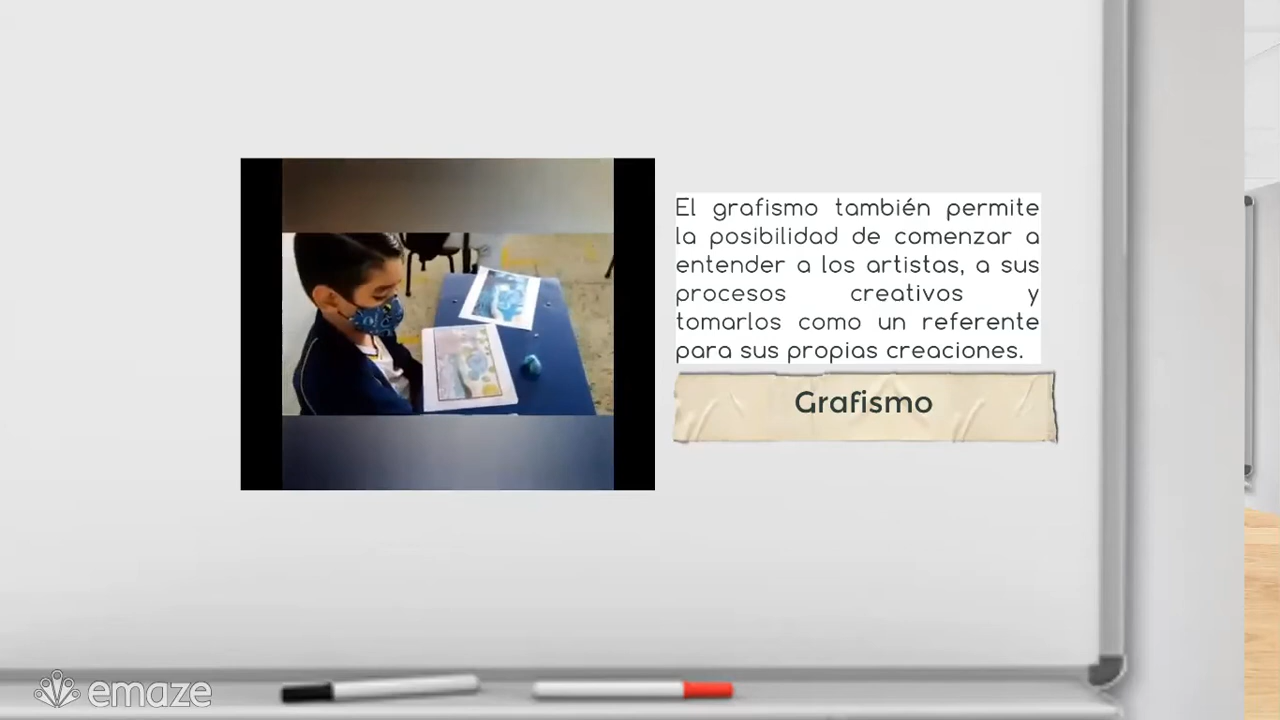 El grafismo también permite
la posibilidad de comenzar a
entender a los artistas, a sus
procesos creativos y
tomarlos como un referente
para sus propias creaciones.
Grafismo
emaze